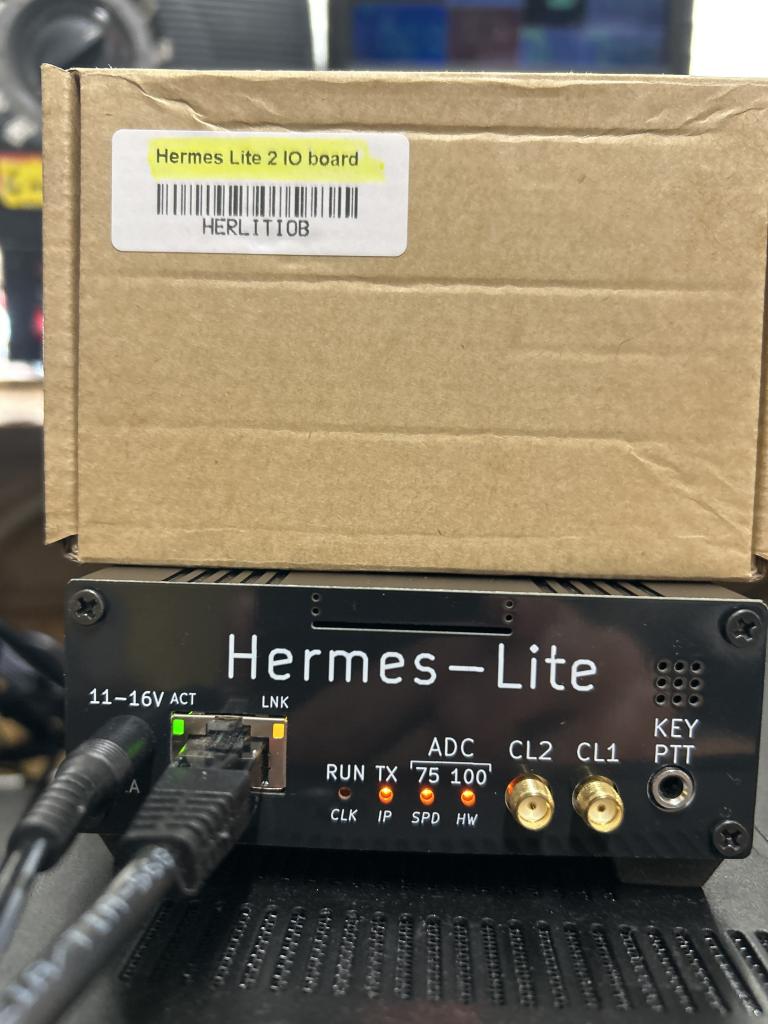 Hermes Lite 2 IO board
HERLITIOB
Hermes-Lite
11-16V ACT LNK
KEY
PTT
ADC CL2 CL1
RUN TX 75 100
CLK IP SPD HW